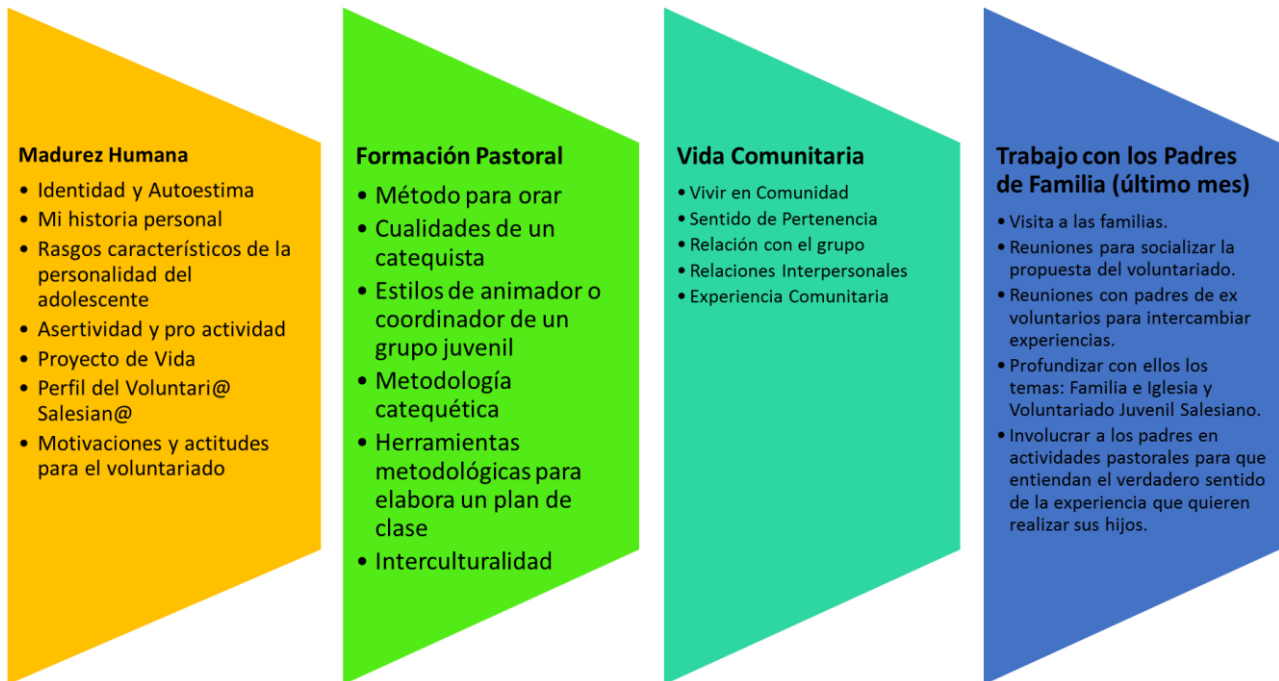 Madurez Humana
• Identidad y Autoestima
• Mi historia personal
• Rasgos característicos de la
personalidad del
adolescente
• Asertividad y pro actividad
• Proyecto de Vida
• Perfil del Voluntari@
Salesian@
• Motivaciones y actitudes
para el voluntariado
Formación Pastoral
• Método para orar
• Cualidades de un
catequista
• Estilos de animador o
coordinador de un
grupo juvenil
• Metodología
catequética
• Herramientas
metodológicas para
elabora un plan de
clase
• Interculturalidad
Vida Comunitaria
• Vivir en Comunidad
• Sentido de Pertenencia
• Relación con el grupo
• Relaciones Interpersonales
• Experiencia Comunitaria
Trabajo con los Padres
de Familia (último mes)
• Visita a las familias.
• Reuniones para socializar la
propuesta del voluntariado.
• Reuniones con padres de ex
voluntarios para intercambiar
experiencias.
• Profundizar con ellos los
temas: Familia e Iglesia y
Voluntariado Juvenil Salesiano.
• Involucrar a los padres en
actividades pastorales para que
entiendan el verdadero sentido
de la experiencia que quieren
realizar sus hijos.